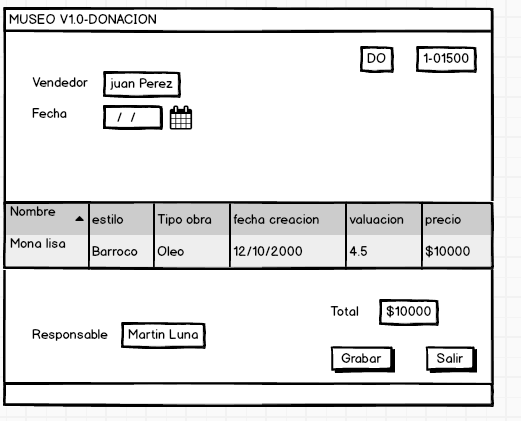 MUSEO V1.0-DONACION
DO 1-01500
Vendedor juan Perez
Fecha / /
Nombre estilo Tipo obra fecha creacion valuacion precio
Mona lisa Barroco Oleo 12/10/2000 4.5 $10000
Total $10000
Responsable Martin Luna
Grabar Salir